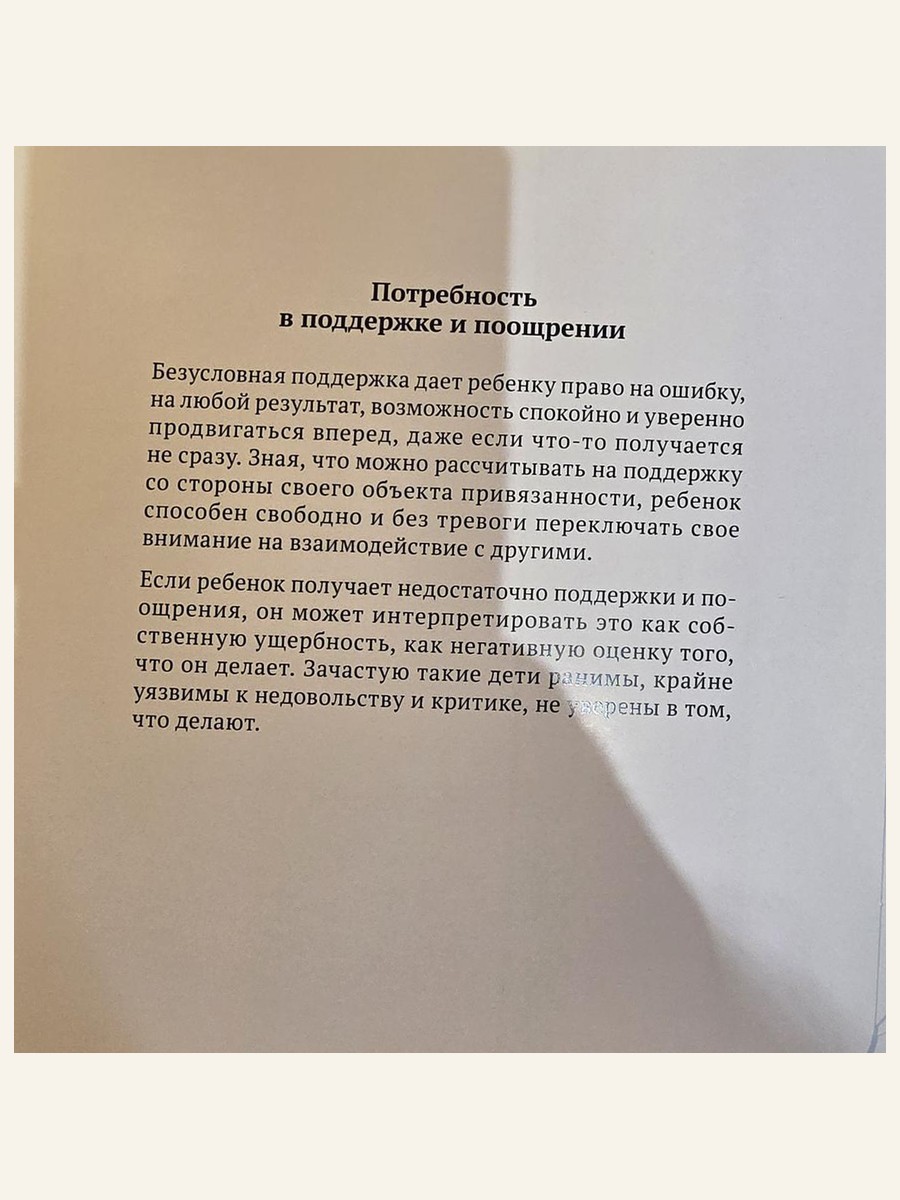 Потребность
в поддержке и поощрении
Безусловная поддержка дает ребенку право на ошибку,
на любой результат, возможность спокойно и уверенно
продвигаться вперед, даже если что-то получается
не сразу. Зная, что можно рассчитывать на поддержку
со стороны своего объекта привязанности, ребенок
способен свободно и без тревоги переключать свое
внимание на взаимодействие с другими.
Если ребенок получает недостаточно поддержки и по-
ощрения, он может интерпретировать это как соб-
ственную ущербность, как негативную оценку того,
что он делает. Зачастую такие дети ранимы, крайне
уязвимы к недовольству и критике, не уверены в том,
что делают.